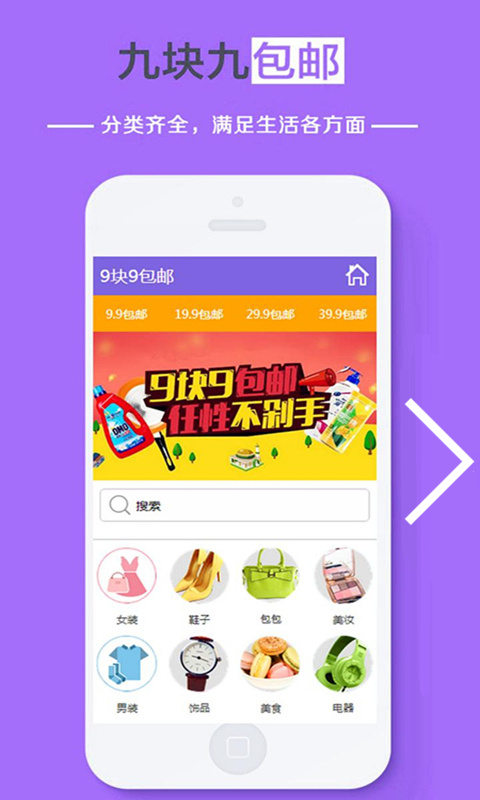 九块九包邮
分类齐全，满足生活各方面
9块9包邮
9.9包邮 19.9包邮 29.9包邮 39.9包邮
9块9包邮
任性不剁手
搜索
女装 鞋子 包包 美妆
男装 饰品 美食 电器